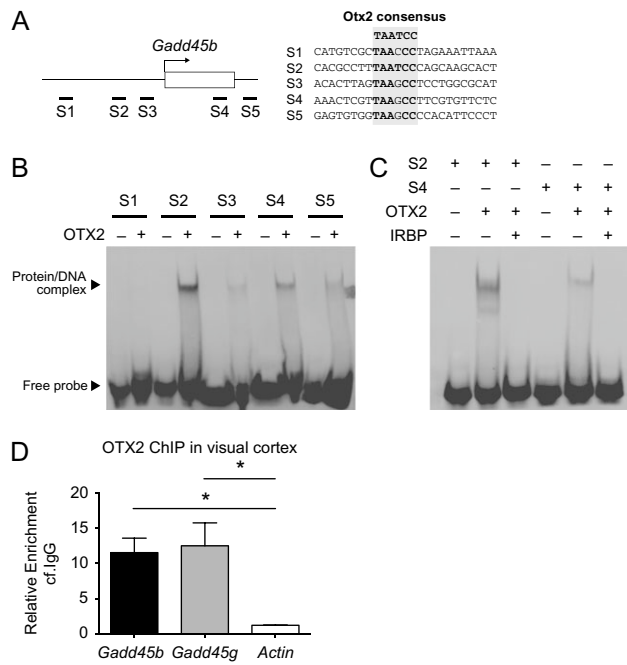 A
Gadd45b
S1 S2 S3 S4 S5
Otx2 consensus
TAATCC
S1 CATGTCGCTAACCCTAGAAATTAAA
S2 CACGCCTTTAATCCCAGCAAGCACT
S3 ACACTTAGTAAGCCTCCTGGCGCAT
S4 AAACTCGTTAAGCCTTCGTGTTCTC
S5 GAGTGTGGTAAGCCCCACATTCCCT
B
S1 S2 S3 S4 S5
OTX2 – + – + – + – + – +
Protein/DNA
complex
Free probe
C
S2 + + + – – –
S4 – – – + + +
OTX2 – + + – + +
IRBP – – + – – +
D
OTX2 ChIP in visual cortex
*
*
Relative Enrichment
cf.IgG
20
15
10
5
0
Gadd45b Gadd45g Actin